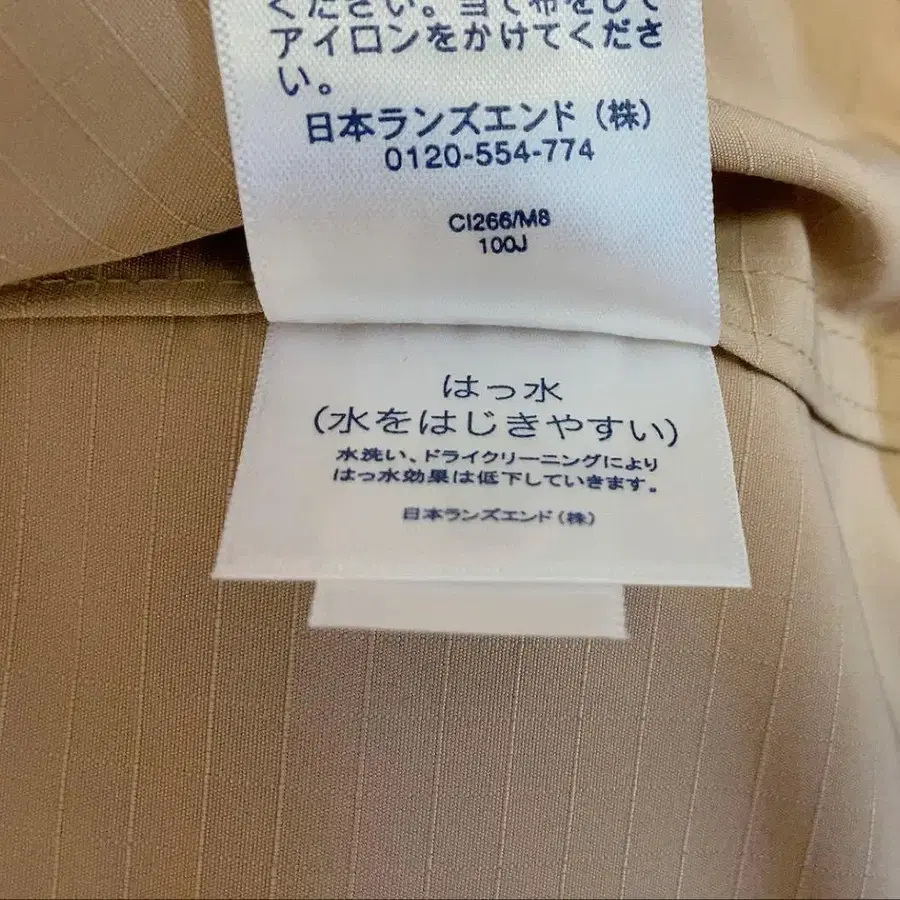 ください。当て布をして
アイロンをかけてくださ
い。
日本ランズエンド（株）
0120-554-774
CI266/M8
100J
はっ水
（水をはじきやすい）
水洗い、ドライクリーニングにより
はっ水効果は低下していきます。
日本ランズエンド（株）